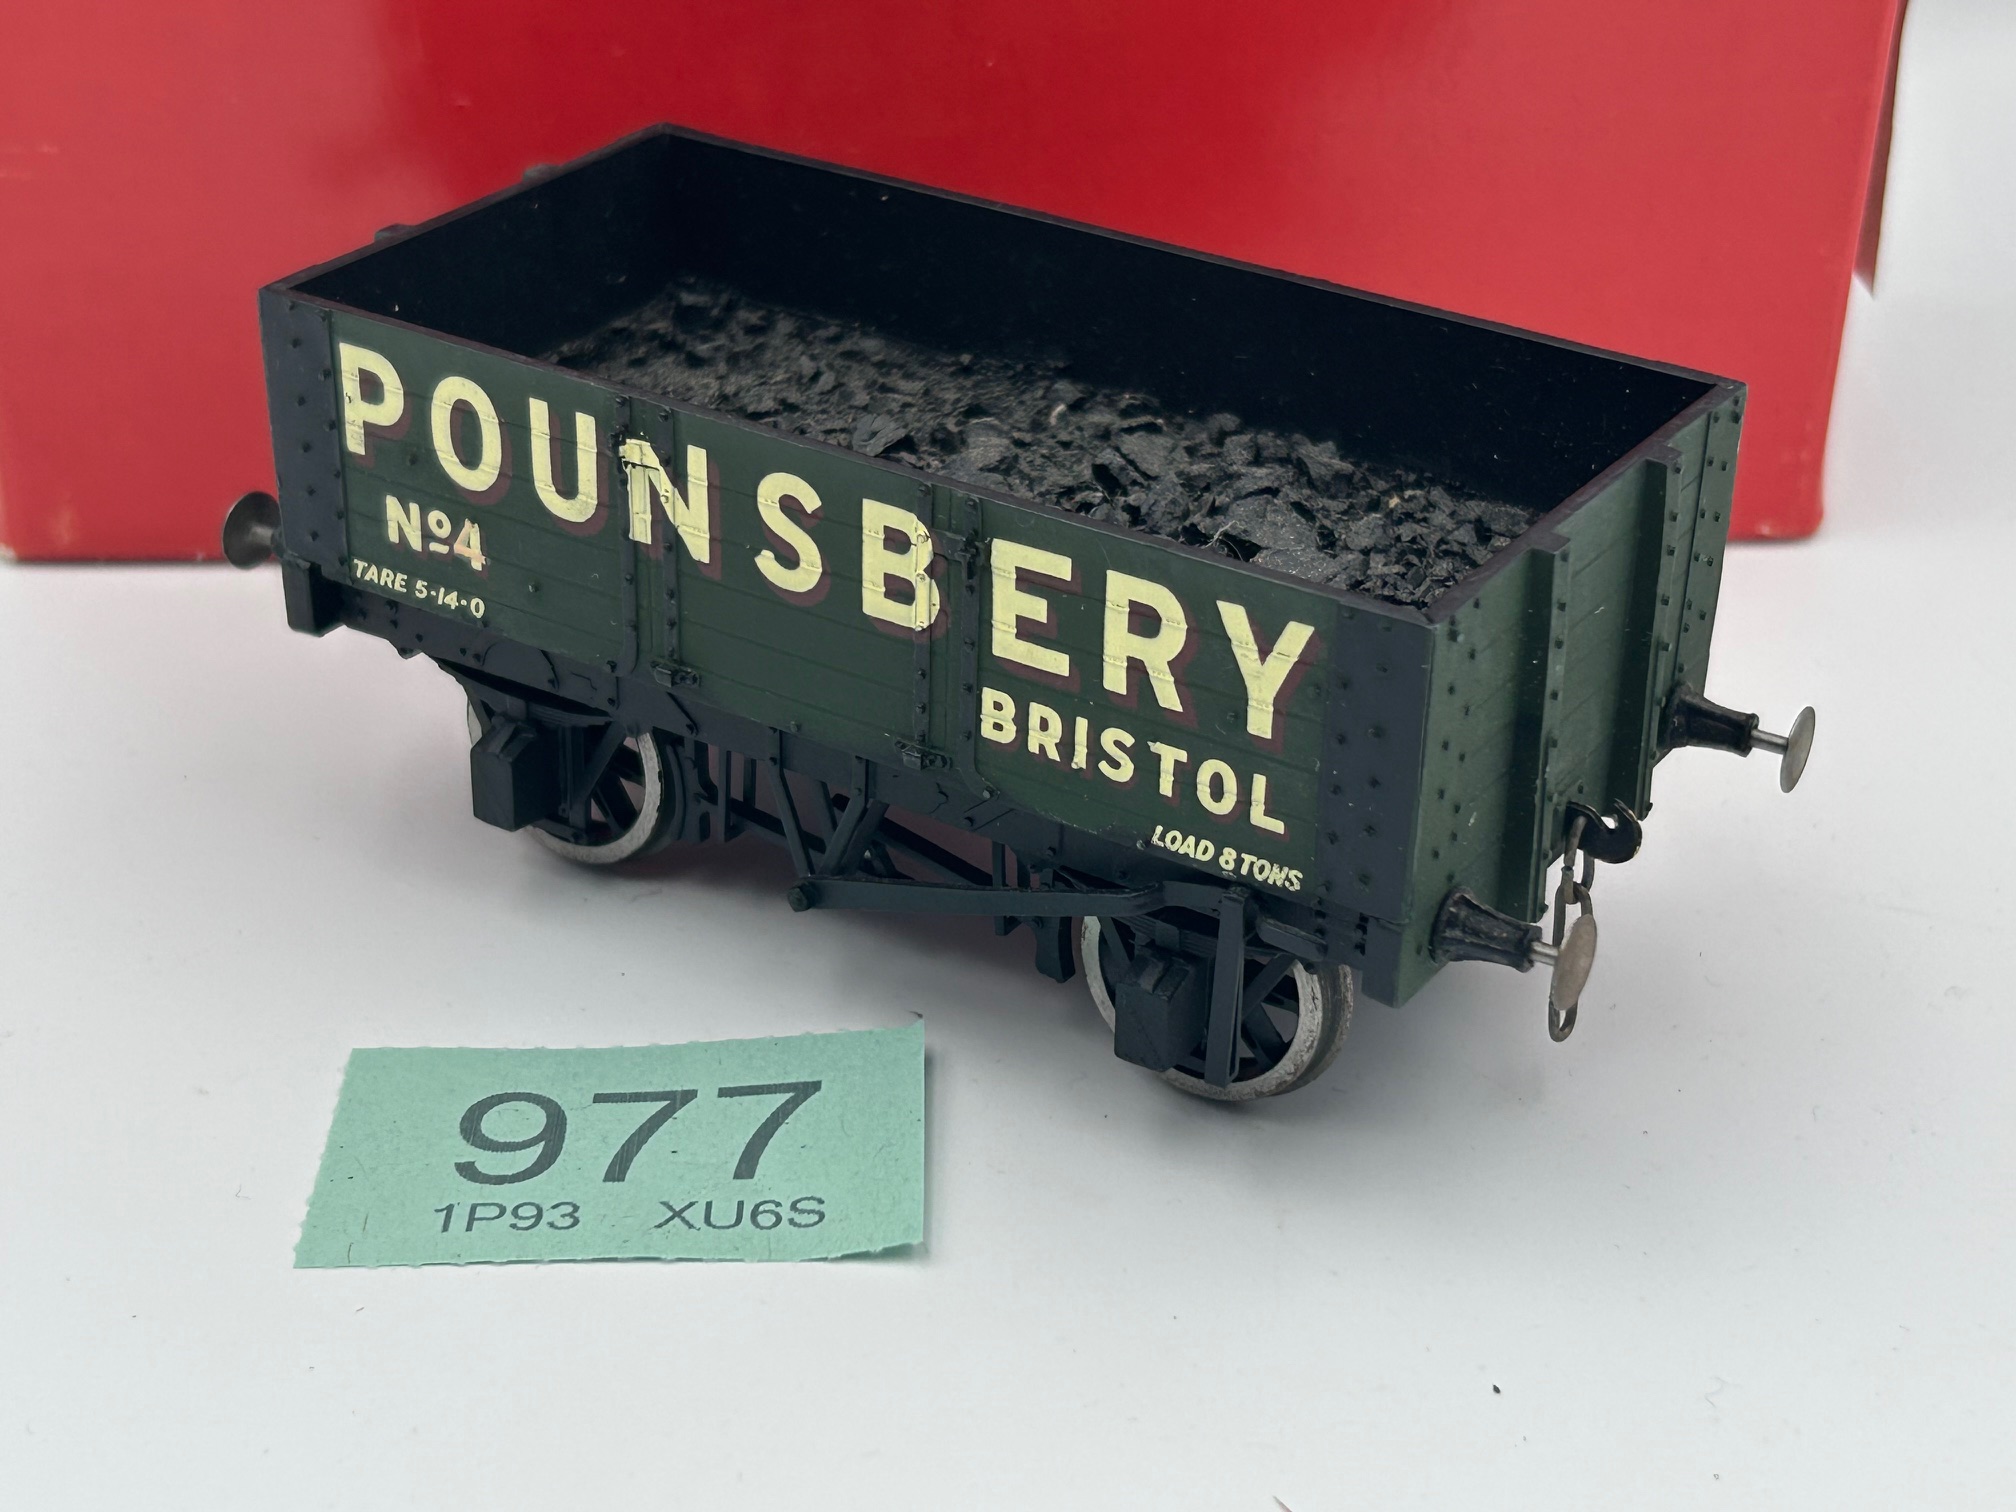 POUNSBERY
Nº4
BRISTOL
TARE 5-14-0
LOAD 8 TONS
977
1P93 XU6S